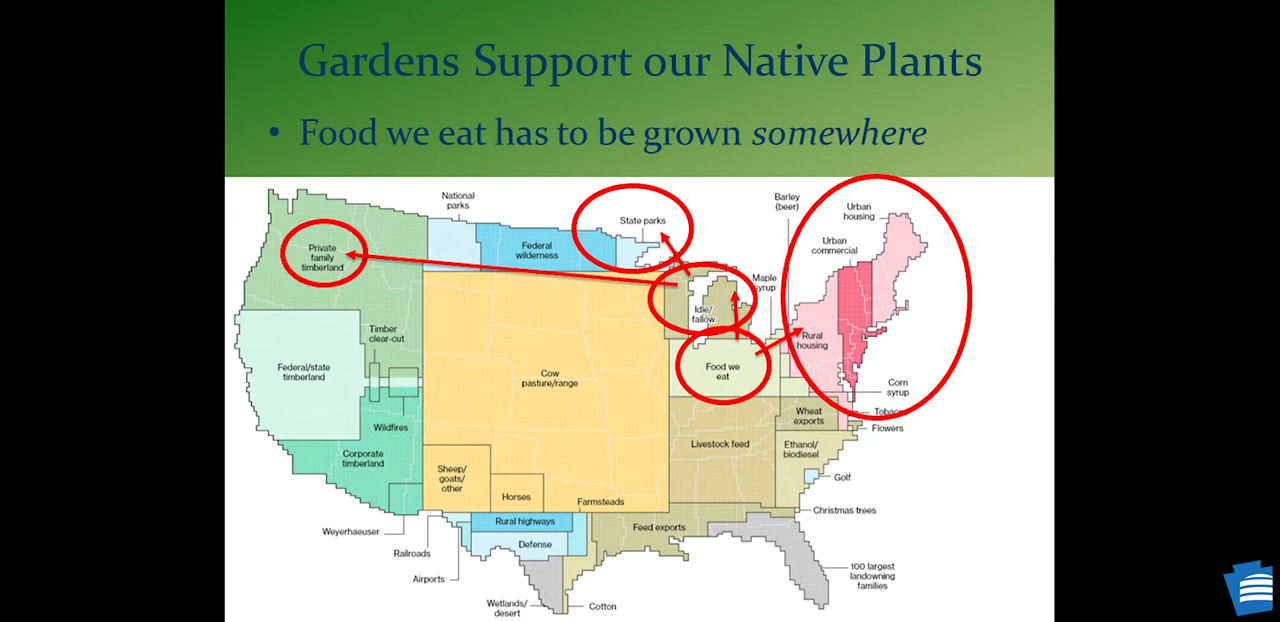 Gardens Support our Native Plants
• Food we eat has to be grown somewhere
National
parks
State parks
Barley
(beer)
Urban
housing
Urban
commercial
Private
family
timberland
Federal
wilderness
Maple
syrup
Idle/
fallow
Rural
housing
Timber
clear-cut
Federal/state
timberland
Cow
pasture/range
Food we
eat
Corn
syrup
Tobacco
Wheat
exports
Flowers
Wildfires
Livestock feed
Ethanol/
biodiesel
Corporate
timberland
Sheep/
goats/
other
Golf
Horses
Farmsteads
Christmas trees
Weyerhaeuser
Rural highways
Feed exports
Railroads
Defense
Airports
100 largest
landowning
families
Wetlands/
desert
Cotton